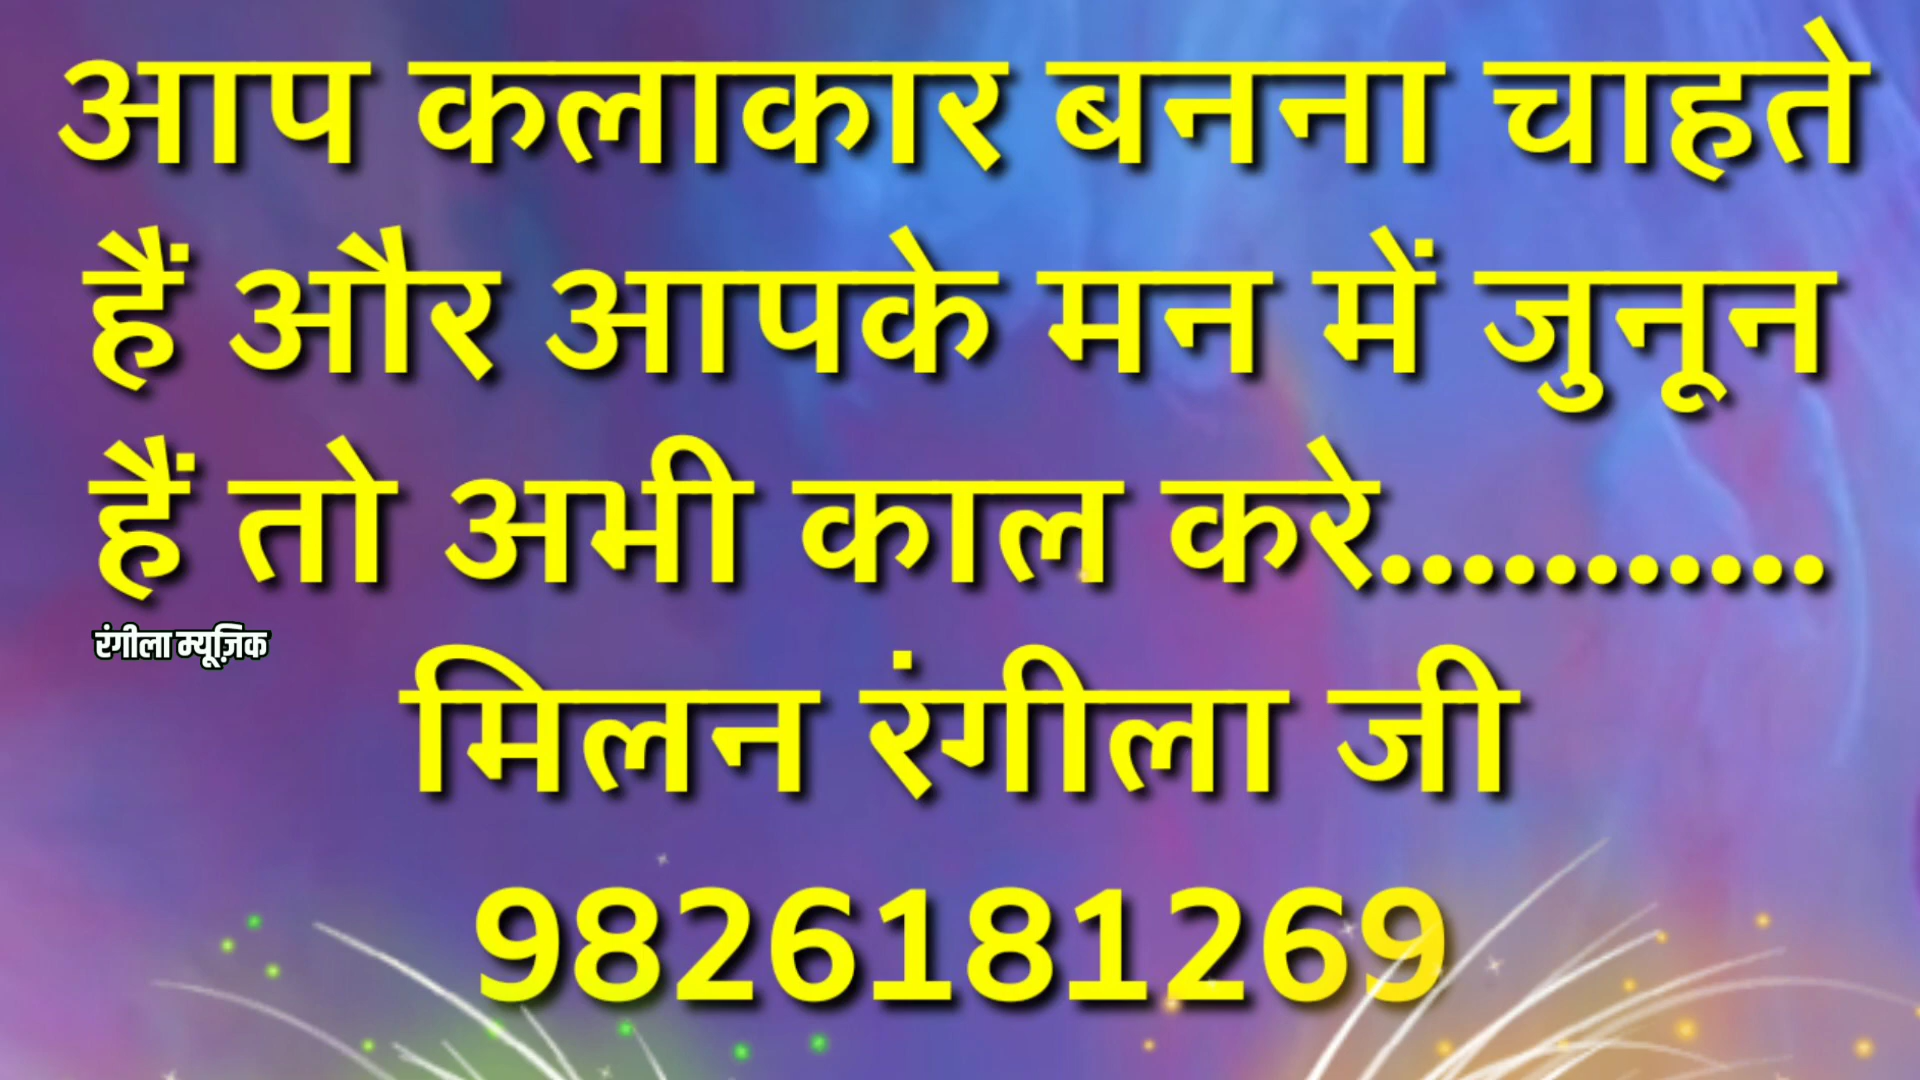 आप कलाकार बनना चाहते
हैं और आपके मन में जुनून
हैं तो अभी काल करे...........
रंगीला म्यूज़िक
मिलन रंगीला जी
9826181269